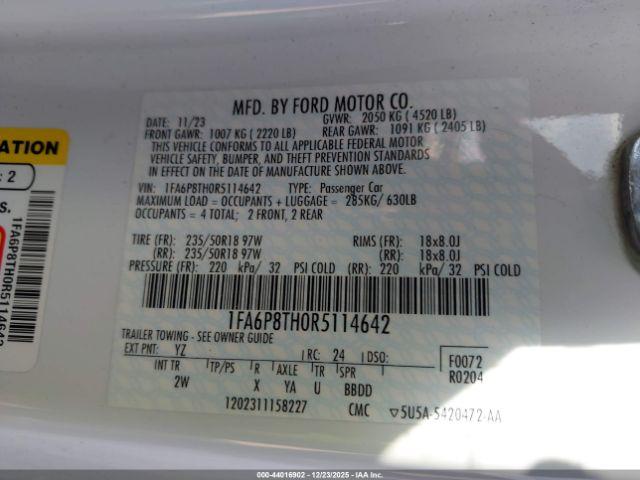 MFD. BY FORD MOTOR CO.
DATE: 11/23 GVWR: 2050 KG ( 4520 LB)
FRONT GAWR: 1007 KG ( 2220 LB) REAR GAWR: 1091 KG ( 2405 LB)
THIS VEHICLE CONFORMS TO ALL APPLICABLE FEDERAL MOTOR
VEHICLE SAFETY, BUMPER, AND THEFT PREVENTION STANDARDS
IN EFFECT ON THE DATE OF MANUFACTURE SHOWN ABOVE.
VIN: 1FA6P8TH0R5114642 TYPE: Passenger Car
MAXIMUM LOAD = OCCUPANTS + LUGGAGE = 285KG/ 630LB
OCCUPANTS = 4 TOTAL; 2 FRONT, 2 REAR
TIRE (FR): 235/50R18 97W RIMS (FR): 18x8.0J
(RR): 235/50R18 97W (RR): 18x8.0J
PRESSURE (FR): 220 kPa/ 32 PSI COLD (RR): 220 kPa/ 32 PSI COLD
1FA6P8TH0R5114642
TRAILER TOWING - SEE OWNER GUIDE
EXT PNT: YZ RC: 24 DSO: F0072
INT TR TP/PS R AXLE TR SPR R0204
2W X YA U BBDD
1202311158227 CMC ▽5U5A-5420472-AA
ATION
: 2
S.
1FA6P8TH0R5114642
000-44016902 - 12/23/2025 - IAA Inc.